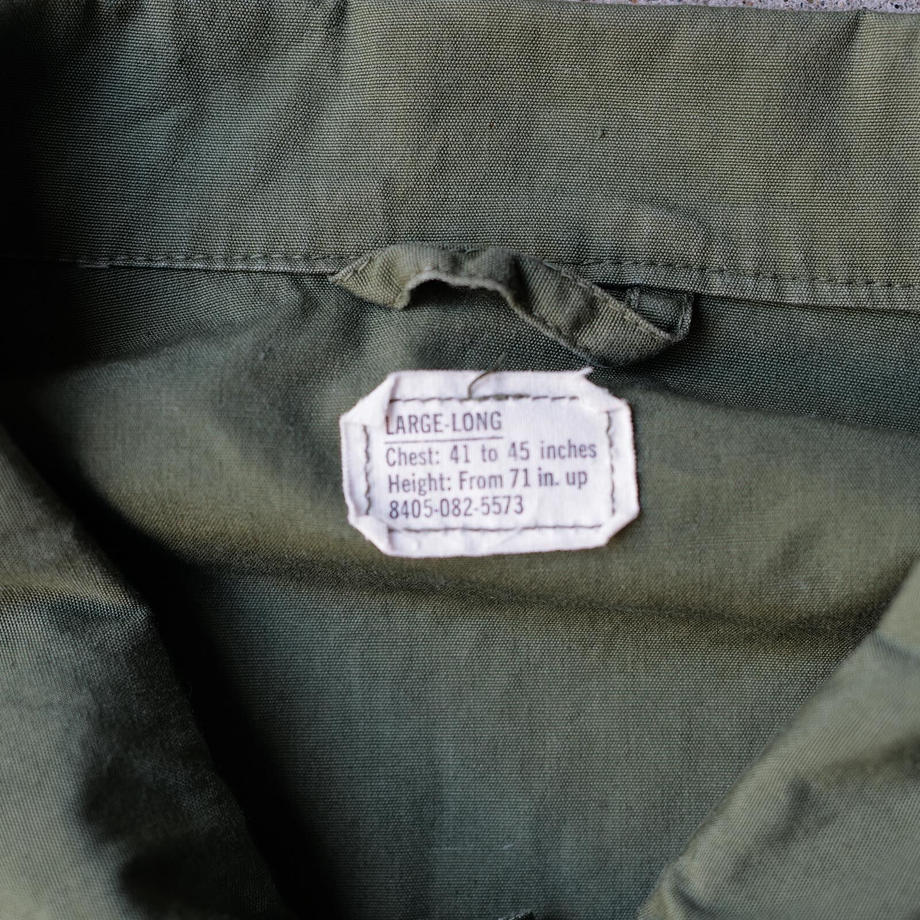 LARGE-LONG
Chest: 41 to 45 inches
Height: From 71 in. up
8405-082-5573